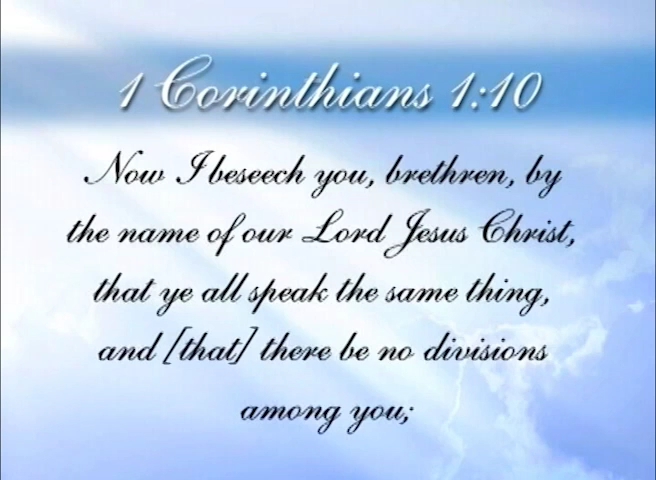 1 Corinthians 1:10
Now I beseech you, brethren, by
the name of our Lord Jesus Christ,
that ye all speak the same thing,
and [that] there be no divisions
among you;